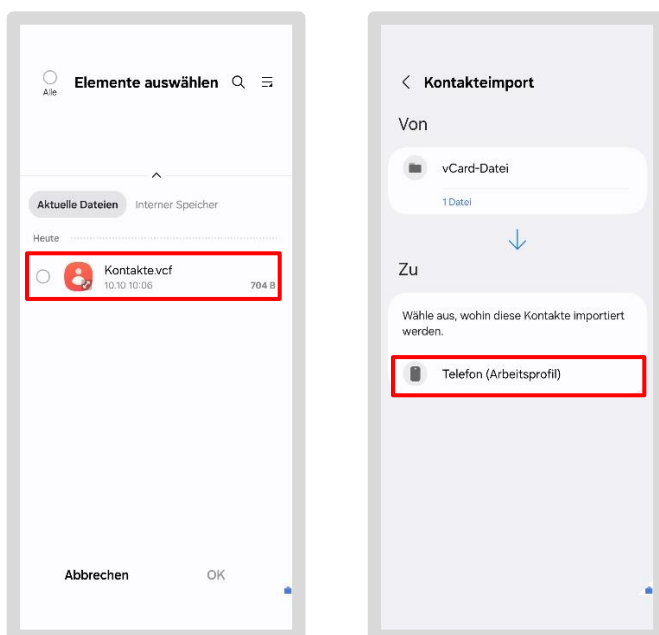 Alle
Elemente auswählen
Aktuelle Dateien Interner Speicher
Heute
Kontakte.vcf
10.10 10:06 704 B
Abbrechen OK
Kontakteimport
Von
vCard-Datei
1 Datei
Zu
Wähle aus, wohin diese Kontakte importiert
werden.
Telefon (Arbeitsprofil)